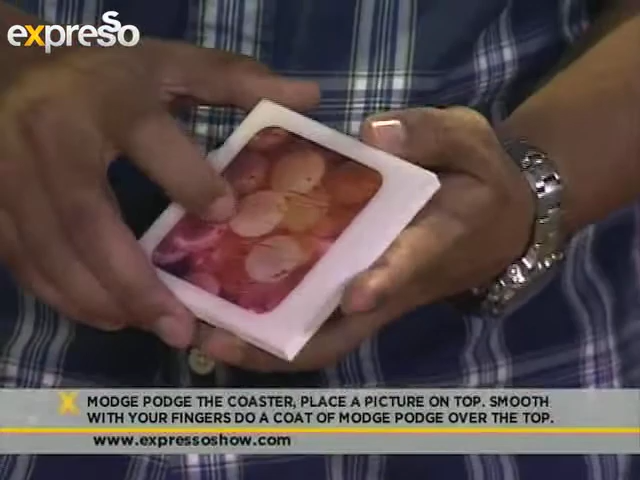 expresso
MODGE PODGE THE COASTER, PLACE A PICTURE ON TOP. SMOOTH
WITH YOUR FINGERS DO A COAT OF MODGE PODGE OVER THE TOP.
www.expressoshow.com